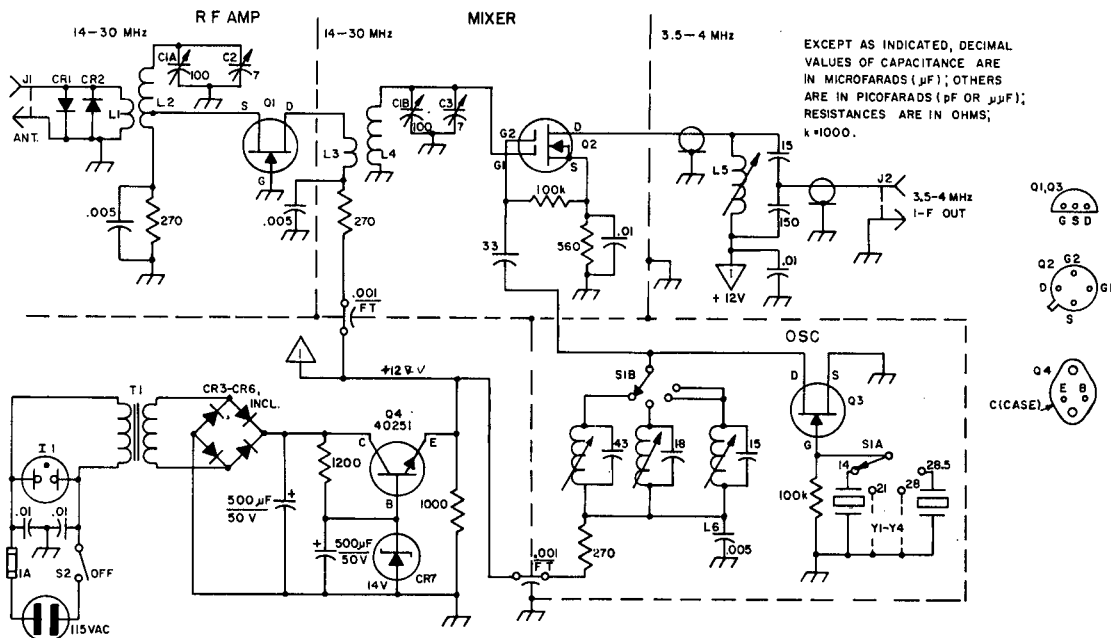 R F AMP
MIXER
14-30 MHz
14-30 MHz
3.5-4 MHz
EXCEPT AS INDICATED, DECIMAL
VALUES OF CAPACITANCE ARE
IN MICROFARADS (µF); OTHERS
ARE IN PICOFARADS (pF OR µµF);
RESISTANCES ARE IN OHMS;
k=1000.
J1
CR1
CR2
L1
L2
C1A
100
C2
7
ANT.
S
Q1
D
G
.005
270
L3
L4
.005
270
C1B
100
C3
7
G2
G1
D
Q2
S
100k
33
560
.01
L5
15
150
.01
+12V
1
J2
3.5-4 MHz
I-F OUT
Q1,Q3
G S D
Q2
G2
D
G1
S
Q4
E
B
C(CASE)
.001
FT
1
T1
CR3-CR6,
INCL.
I1
.01
.01
1A
S2
OFF
115VAC
500µF
50V
1200
500µF
50V
Q4
40251
C
E
B
14V
CR7
1000
.001
FT
OSC
S1B
43
18
15
L6
.005
270
D
S
Q3
G
S1A
100k
14
21
28
28.5
Y1-Y4